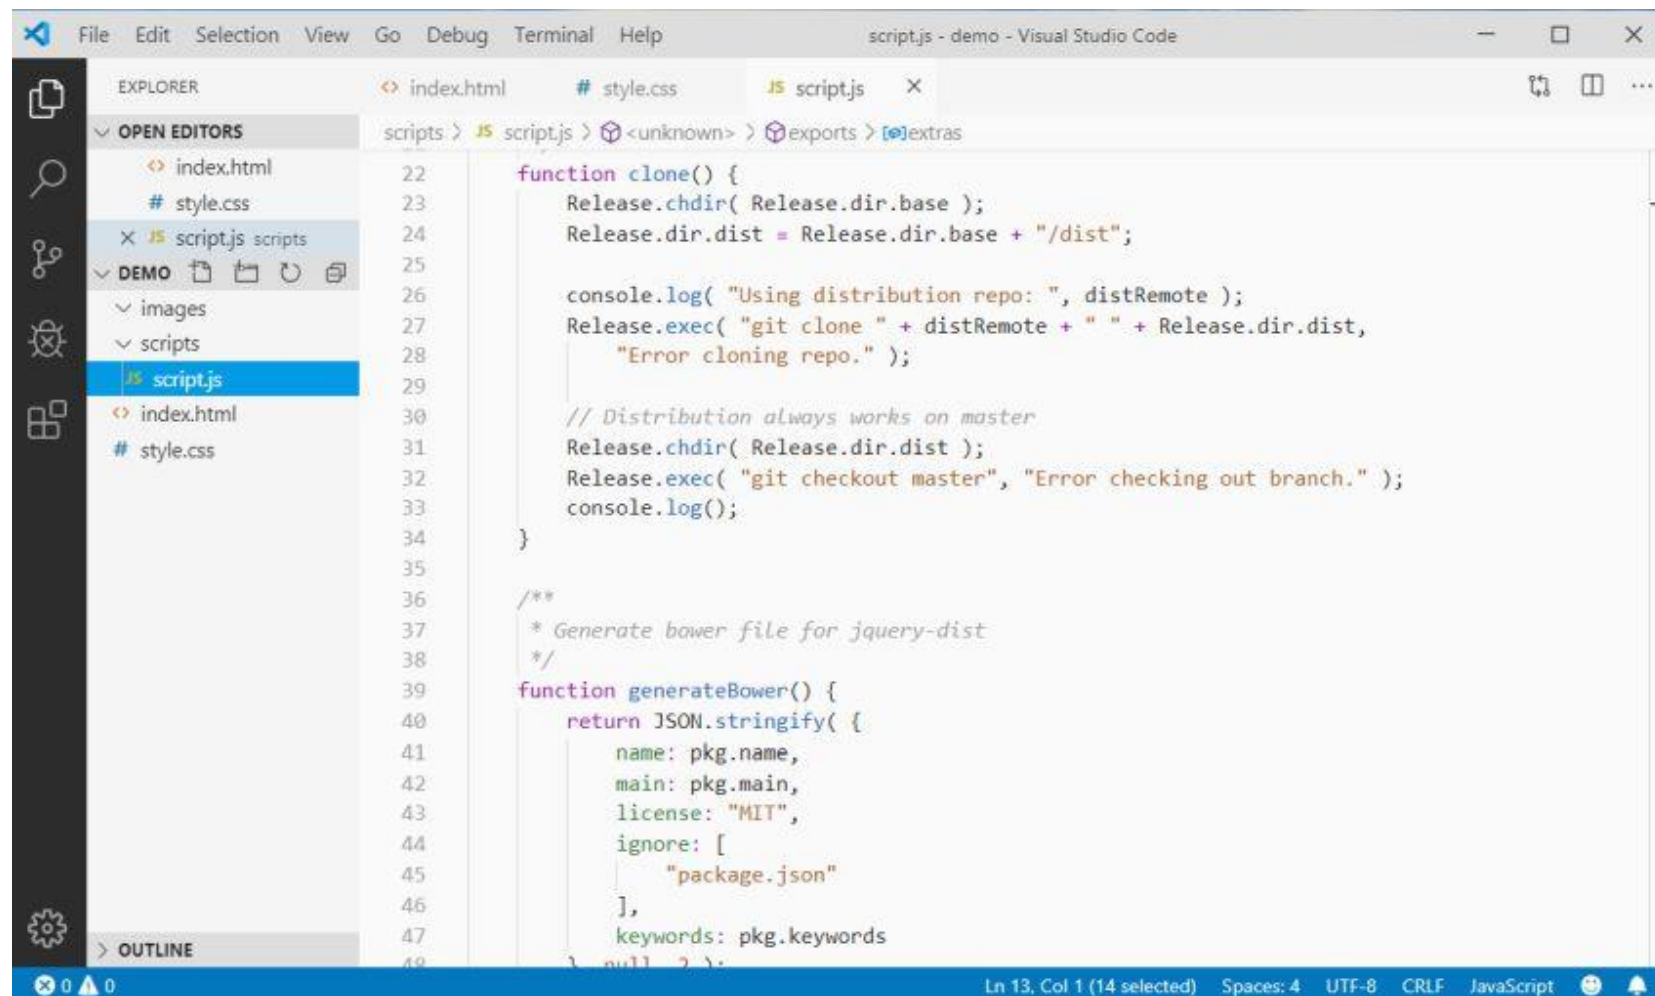 File Edit Selection View Go Debug Terminal Help script.js - demo - Visual Studio Code
EXPLORER
OPEN EDITORS
index.html
style.css
script.js scripts
DEMO
images
scripts
script.js
index.html
style.css
OUTLINE
index.html style.css script.js
scripts > JS script.js > <unknown> > exports > extras
22 function clone() {
23 Release.chdir( Release.dir.base );
24 Release.dir.dist = Release.dir.base + "/dist";
25
26 console.log( "Using distribution repo: ", distRemote );
27 Release.exec( "git clone " + distRemote + " " + Release.dir.dist,
28 "Error cloning repo." );
29
30 // Distribution always works on master
31 Release.chdir( Release.dir.dist );
32 Release.exec( "git checkout master", "Error checking out branch." );
33 console.log();
34 }
35
36 /**
37 * Generate bower file for jquery-dist
38 */
39 function generateBower() {
40 return JSON.stringify( {
41 name: pkg.name,
42 main: pkg.main,
43 license: "MIT",
44 ignore: [
45 "package.json"
46 ],
47 keywords: pkg.keywords
48 }, null, 2 );
0 0 Ln 13, Col 1 (14 selected) Spaces: 4 UTF-8 CRLF JavaScript